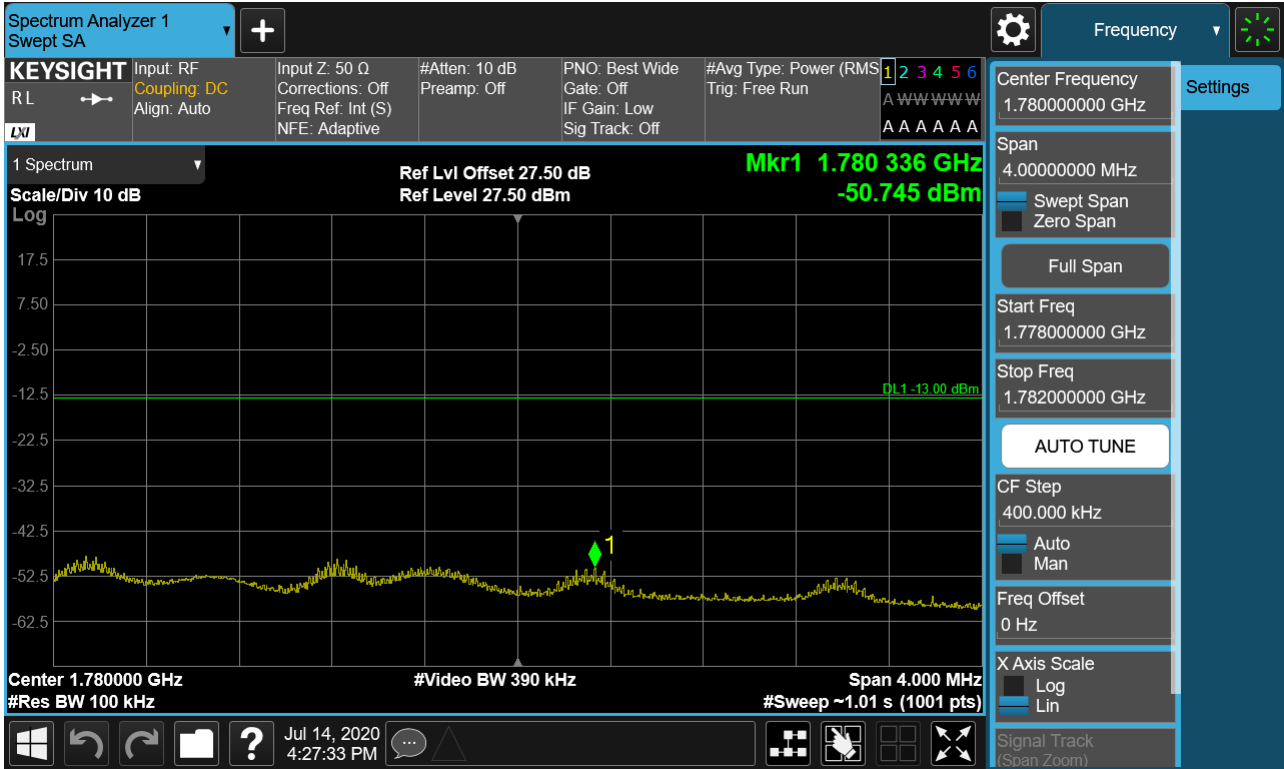 Spectrum Analyzer 1
Swept SA
+
Frequency
KEYSIGHT
R L
LXI
Input: RF
Coupling: DC
Align: Auto
Input Z: 50 Ω
Corrections: Off
Freq Ref: Int (S)
NFE: Adaptive
#Atten: 10 dB
Preamp: Off
PNO: Best Wide
Gate: Off
IF Gain: Low
Sig Track: Off
#Avg Type: Power (RMS
Trig: Free Run
1 2 3 4 5 6
A W W W W W
A A A A A A
1 Spectrum
Scale/Div 10 dB
Log
Ref Lvl Offset 27.50 dB
Ref Level 27.50 dBm
Mkr1 1.780 336 GHz
-50.745 dBm
17.5
7.50
-2.50
-12.5
DL1 -13.00 dBm
-22.5
-32.5
-42.5
1
-52.5
-62.5
Center 1.780000 GHz
#Video BW 390 kHz
Span 4.000 MHz
#Res BW 100 kHz
#Sweep ~1.01 s (1001 pts)
?
Jul 14, 2020
4:27:33 PM
Center Frequency
1.780000000 GHz
Settings
Span
4.00000000 MHz
Swept Span
Zero Span
Full Span
Start Freq
1.778000000 GHz
Stop Freq
1.782000000 GHz
AUTO TUNE
CF Step
400.000 kHz
Auto
Man
Freq Offset
0 Hz
X Axis Scale
Log
Lin
Signal Track
(Span Zoom)